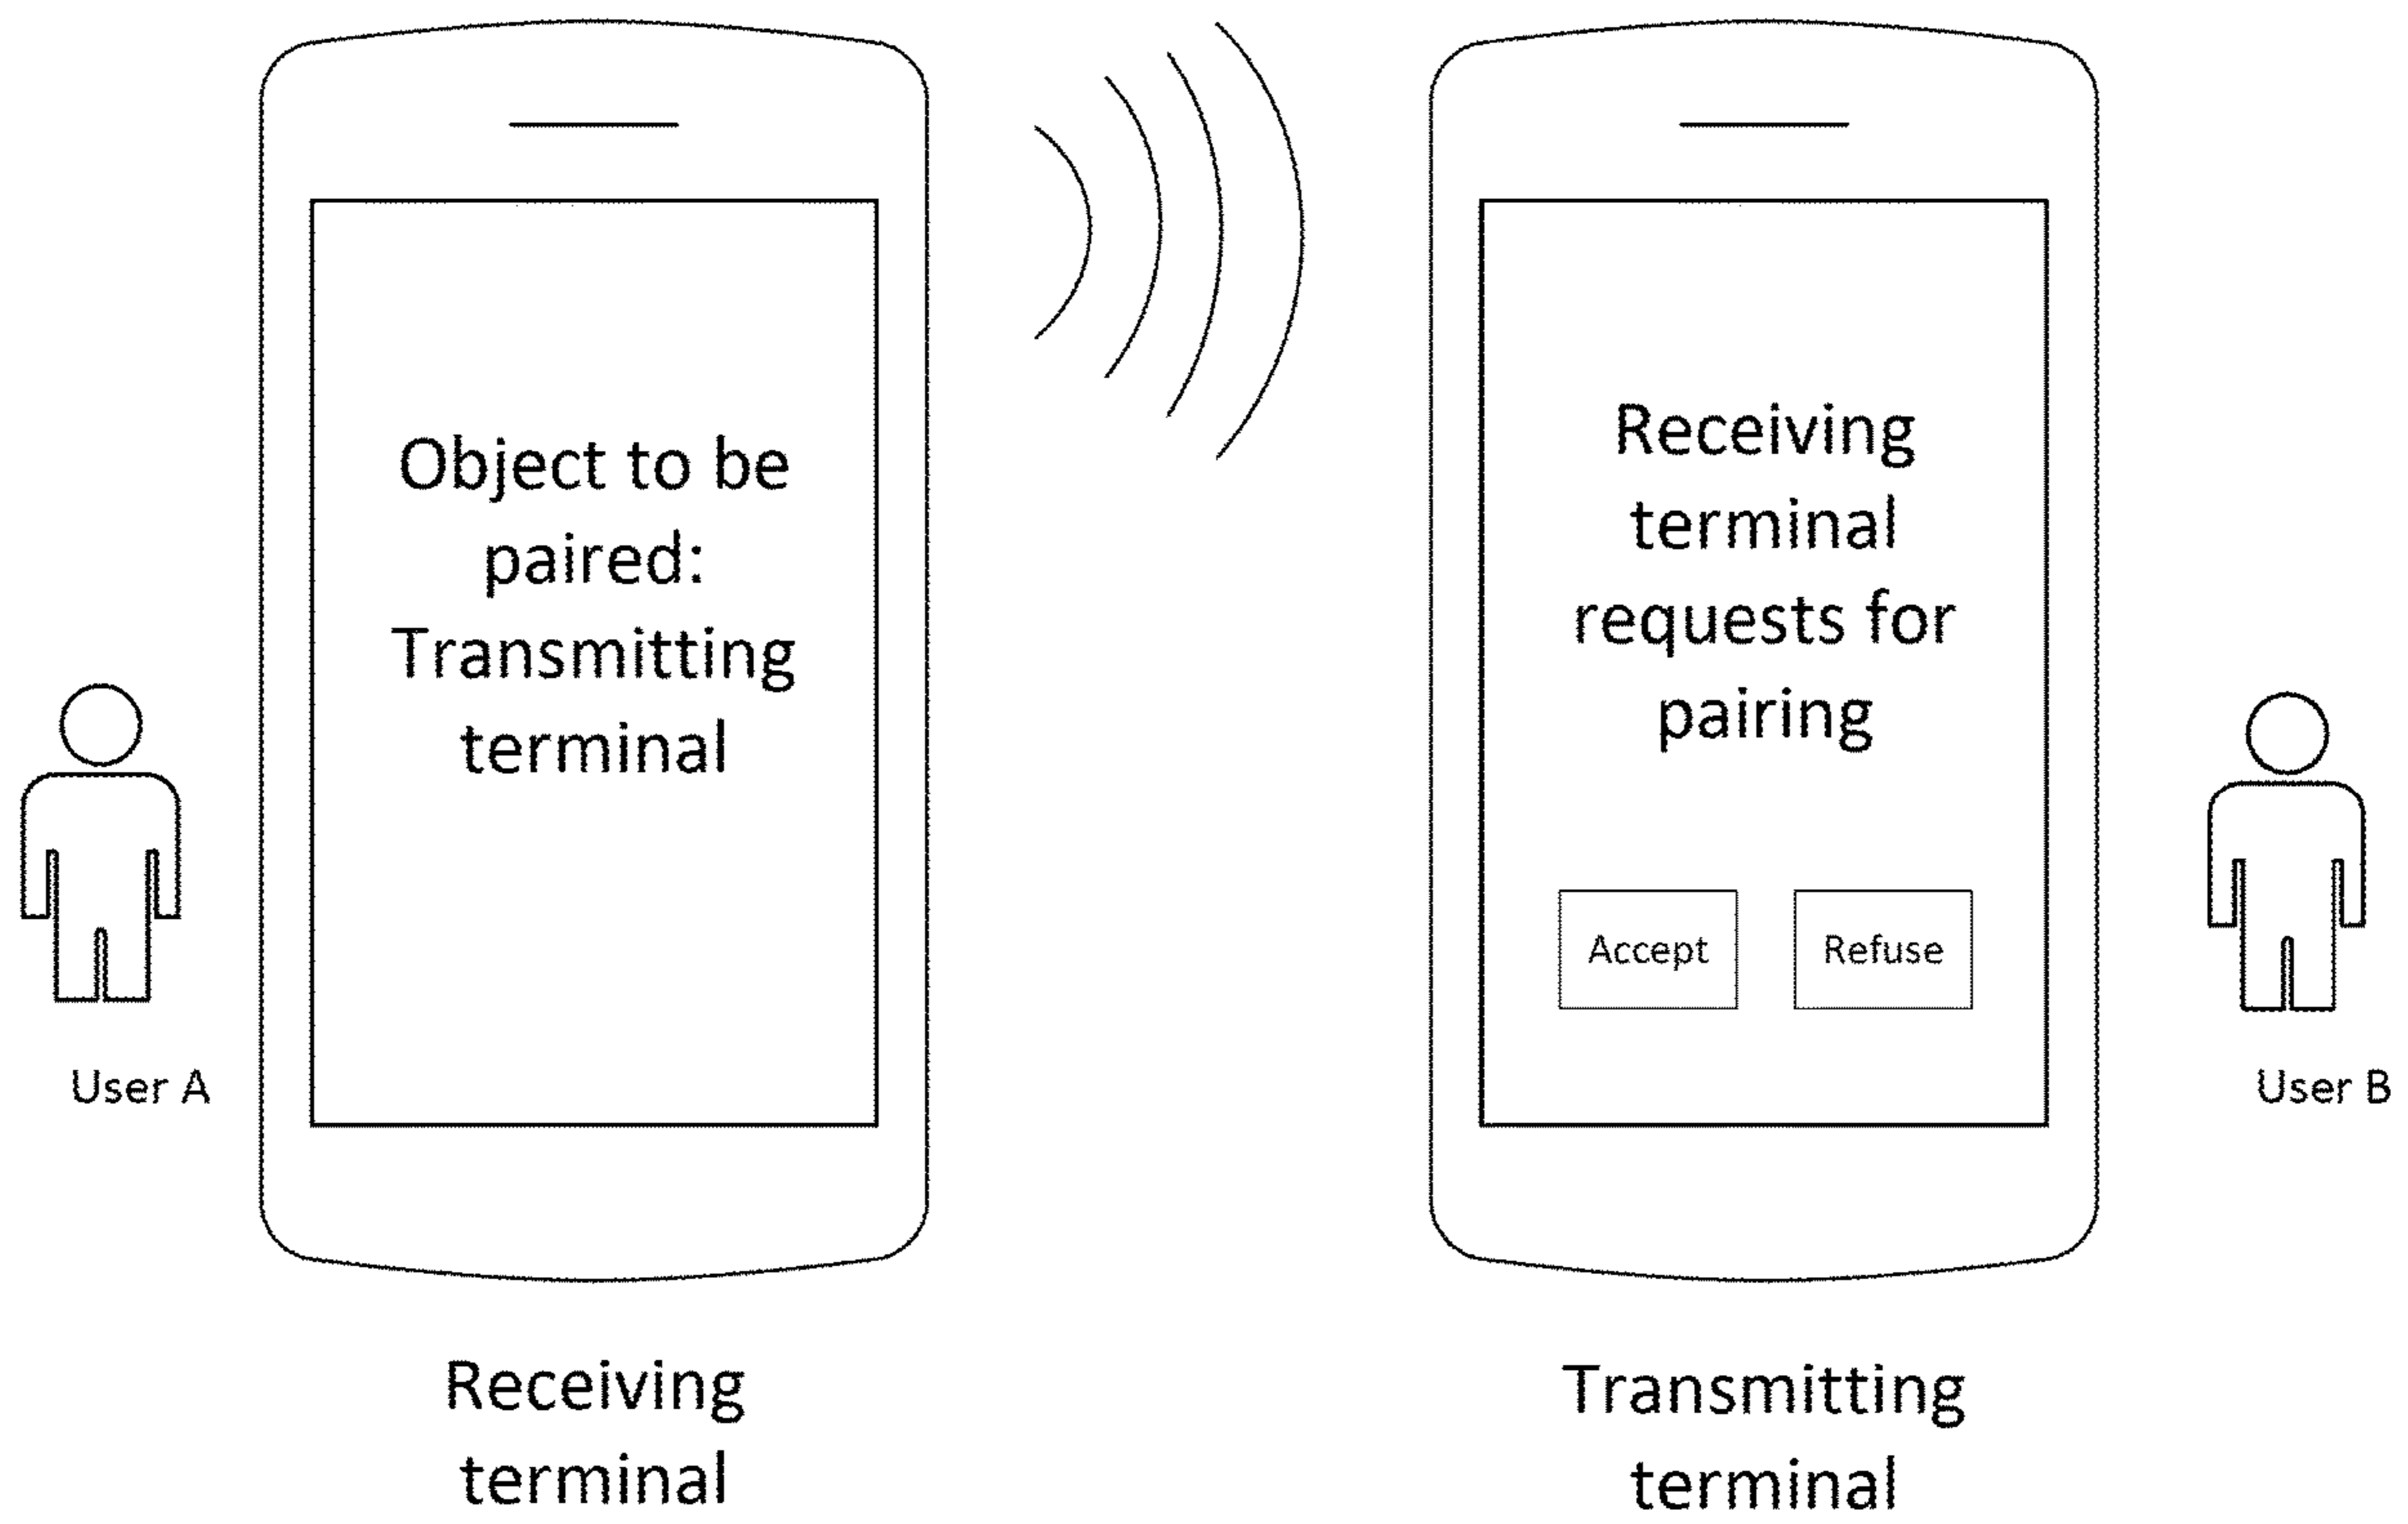 Object to be
paired:
Transmitting
terminal
Receiving
terminal
requests for
pairing
Accept
Refuse
User A
User B
Receiving
terminal
Transmitting
terminal